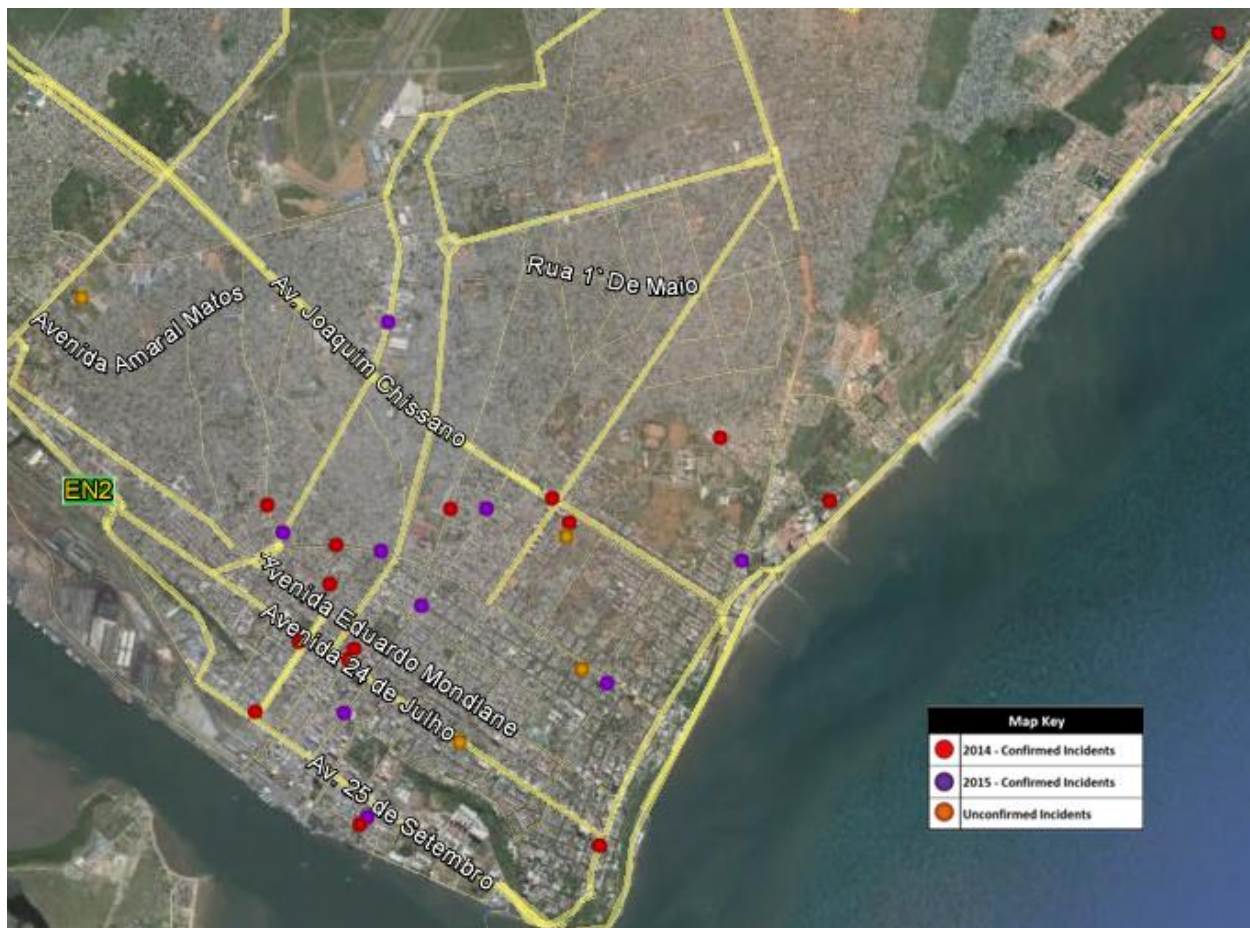 Rua 1° De Maio
Avenida Amaral Matos
Av. Joaquim Chissano
EN2
Avenida Eduardo Mondlane
Avenida 24 de Julho
Av. 25 de Setembro
Map Key
2014 - Confirmed Incidents
2015 - Confirmed Incidents
Unconfirmed Incidents